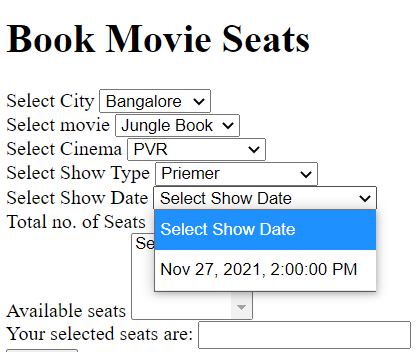 Book Movie Seats
Select City Bangalore
Select movie Jungle Book
Select Cinema PVR
Select Show Type Priemer
Select Show Date Select Show Date
Select Show Date
Nov 27, 2021, 2:00:00 PM
Total no. of Seats
Se
Available seats
Your selected seats are: